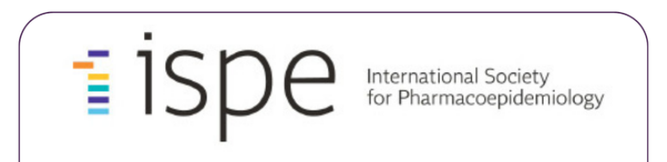 ispe
International Society
for Pharmacoepidemiology